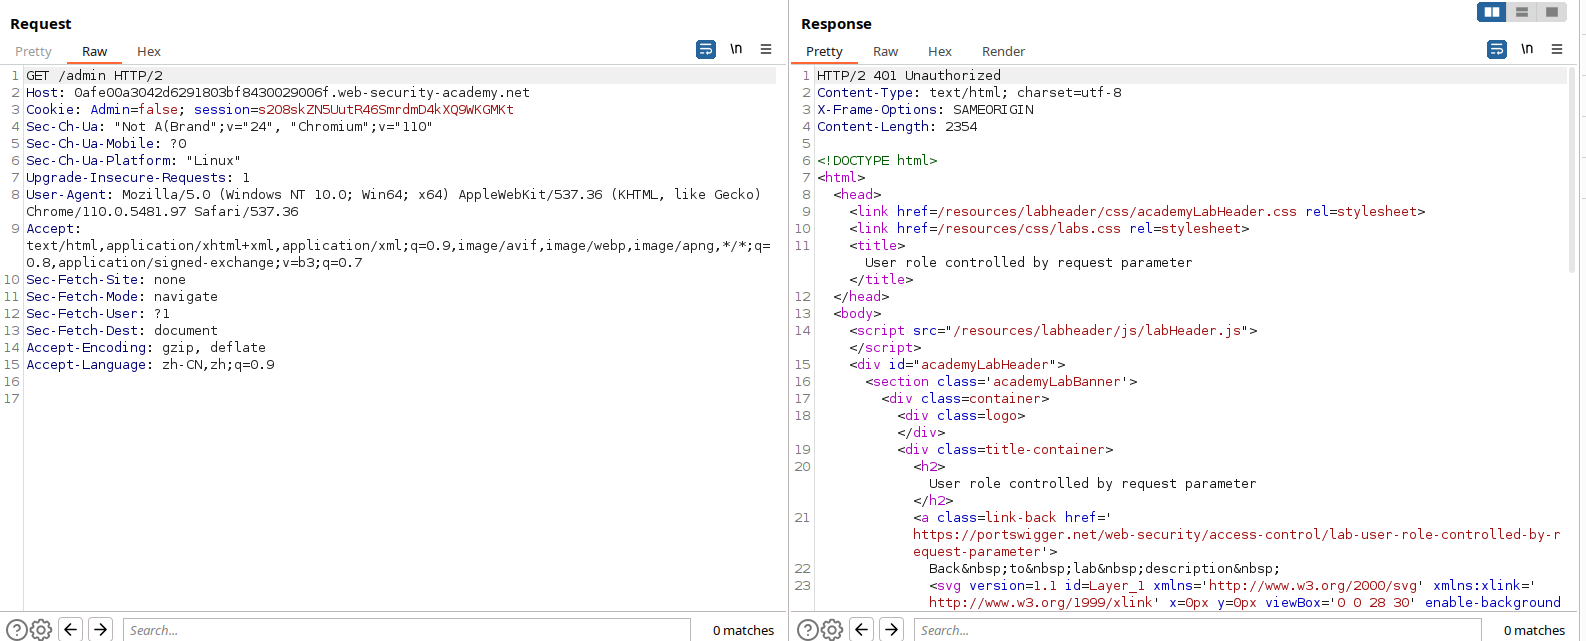 Request
Pretty Raw Hex
\n
1 GET /admin HTTP/2
2 Host: 0afe00a3042d6291803bf8430029006f.web-security-academy.net
3 Cookie: Admin=false; session=s208skZN5UutR46SmrdmD4kXQ9WKGMKt
4 Sec-Ch-Ua: "Not A(Brand";v="24", "Chromium";v="110"
5 Sec-Ch-Ua-Mobile: ?0
6 Sec-Ch-Ua-Platform: "Linux"
7 Upgrade-Insecure-Requests: 1
8 User-Agent: Mozilla/5.0 (Windows NT 10.0; Win64; x64) AppleWebKit/537.36 (KHTML, like Gecko)
Chrome/110.0.5481.97 Safari/537.36
9 Accept:
text/html,application/xhtml+xml,application/xml;q=0.9,image/avif,image/webp,image/apng,*/*;q=
0.8,application/signed-exchange;v=b3;q=0.7
10 Sec-Fetch-Site: none
11 Sec-Fetch-Mode: navigate
12 Sec-Fetch-User: ?1
13 Sec-Fetch-Dest: document
14 Accept-Encoding: gzip, deflate
15 Accept-Language: zh-CN,zh;q=0.9
16
17
Search...
0 matches
Response
Pretty Raw Hex Render
\n
1 HTTP/2 401 Unauthorized
2 Content-Type: text/html; charset=utf-8
3 X-Frame-Options: SAMEORIGIN
4 Content-Length: 2354
5
6 <!DOCTYPE html>
7 <html>
8 <head>
9 <link href=/resources/labheader/css/academyLabHeader.css rel=stylesheet>
10 <link href=/resources/css/labs.css rel=stylesheet>
11 <title>
User role controlled by request parameter
</title>
12 </head>
13 <body>
14 <script src="/resources/labheader/js/labHeader.js">
</script>
15 <div id="academyLabHeader">
16 <section class='academyLabBanner'>
17 <div class=container>
18 <div class=logo>
</div>
19 <div class=title-container>
20 <h2>
User role controlled by request parameter
</h2>
21 <a class=link-back href='
https://portswigger.net/web-security/access-control/lab-user-role-controlled-by-r
equest-parameter'>
22 Back&nbsp;to&nbsp;lab&nbsp;description&nbsp;
23 <svg version=1.1 id=Layer_1 xmlns='http://www.w3.org/2000/svg' xmlns:xlink='
http://www.w3.org/1999/xlink' x=0px y=0px viewBox='0 0 28 30' enable-background
Search...
0 matches